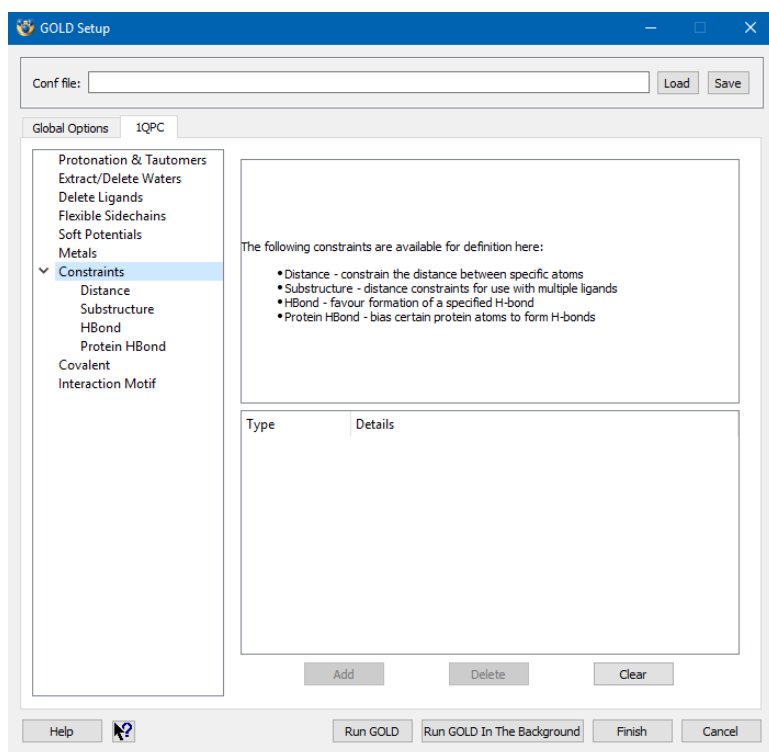 GOLD Setup
Conf file:
Load
Save
Global Options
1QPC
Protonation & Tautomers
Extract/Delete Waters
Delete Ligands
Flexible Sidechains
Soft Potentials
Metals
Constraints
Distance
Substructure
HBond
Protein HBond
Covalent
Interaction Motif
The following constraints are available for definition here:
•Distance - constrain the distance between specific atoms
•Substructure - distance constraints for use with multiple ligands
•HBond - favour formation of a specified H-bond
•Protein HBond - bias certain protein atoms to form H-bonds
Type Details
Add
Delete
Clear
Help
Run GOLD
Run GOLD In The Background
Finish
Cancel